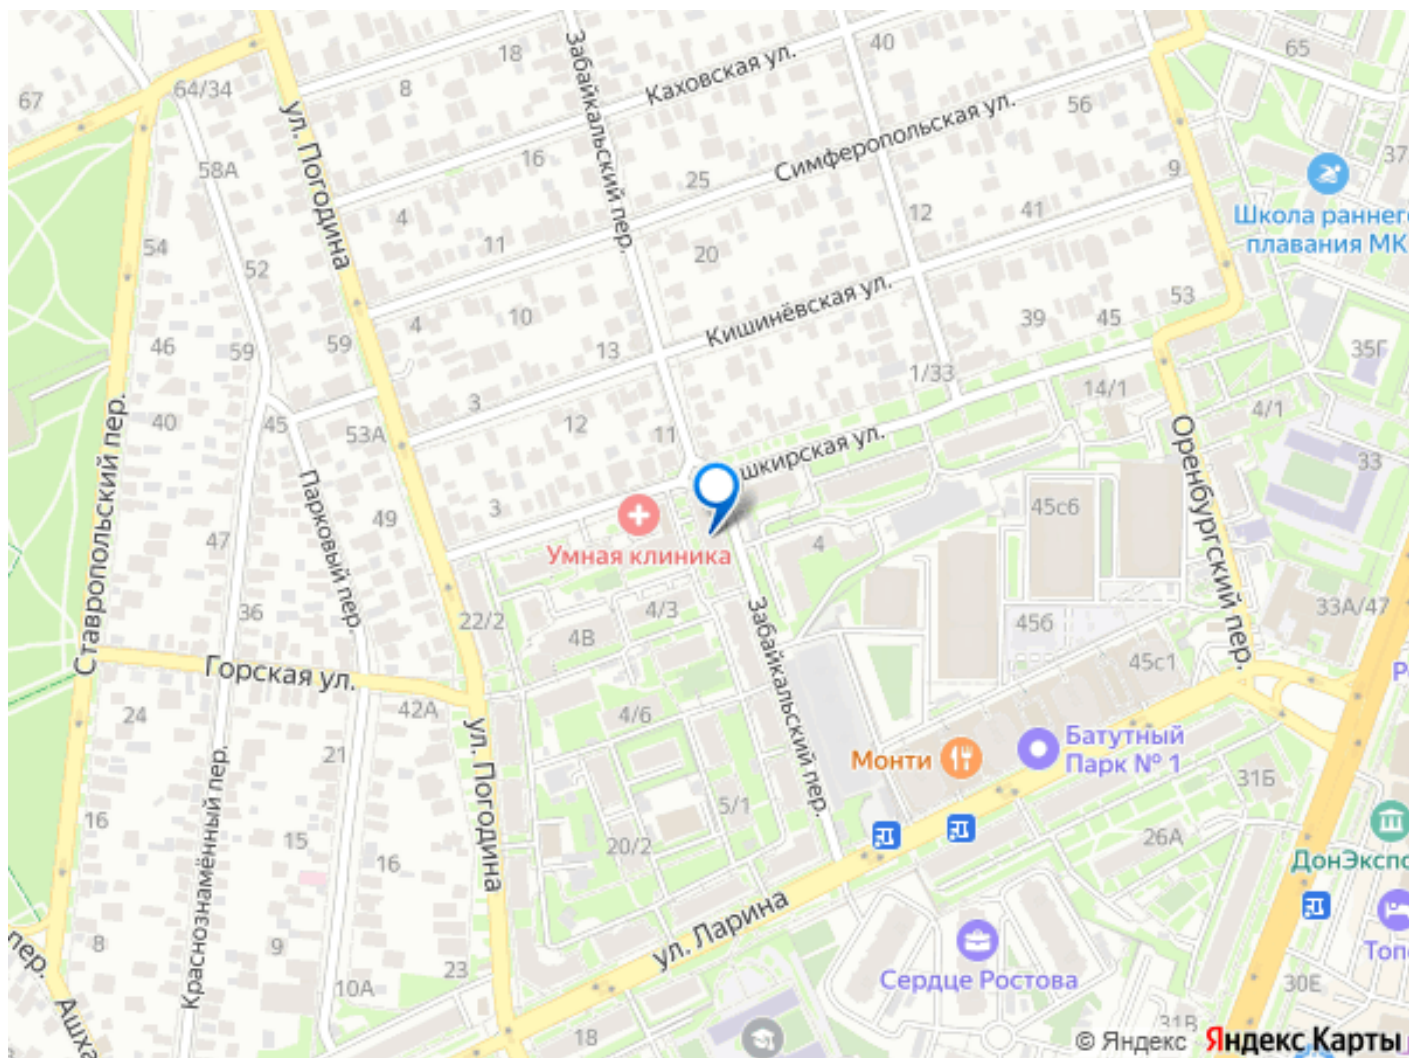 18
40
65
Забайкальский пер.
Каховская ул.
64/34
8
67
56
ул. Погодина
Симферопольская ул.
16
37
58А
25
9
Школа раннего
плавания МК
4
12
41
54
11
20
52
Кишинёвская ул.
53
10
39
45
4
46
59
59
13
35Г
1/33
14/1
3
4/1
40
45
12
11
53А
Ставропольский пер.
шкирская ул.
Оренбургский пер.
33
Парковый пер.
49
3
45с6
47
Умная клиника
4
36
22/2
4В
4/3
Забайкальский пер.
45б
33А/47
45с1
Горская ул.
24
42А
4/6
ул. Погодина
21
Монти
Батутный
Парк № 1
31Б
Краснознамённый пер.
16
5/1
15
16
20/2
26А
ДонЭкспо
ул. Ларина
8
9
23
Сердце Ростова
Топо
пер.
10А
30Е
Ашха
18
31В
© Яндекс
Яндекс Карты